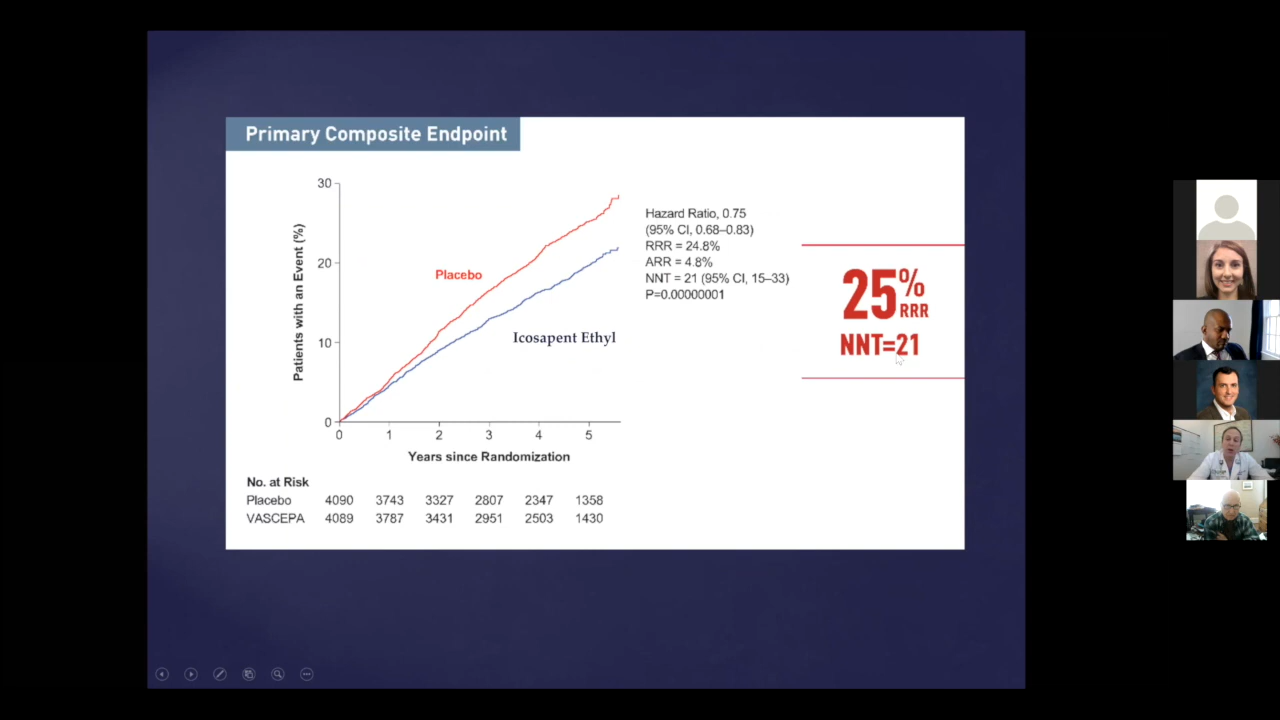 Primary Composite Endpoint
30
20
10
0
Patients with an Event (%)
Placebo
Icosapent Ethyl
0 1 2 3 4 5
Years since Randomization
Hazard Ratio, 0.75
(95% CI, 0.68–0.83)
RRR = 24.8%
ARR = 4.8%
NNT = 21 (95% CI, 15–33)
P=0.00000001
25% RRR
NNT=21
No. at Risk
Placebo 4090 3743 3327 2807 2347 1358
VASCEPA 4089 3787 3431 2951 2503 1430